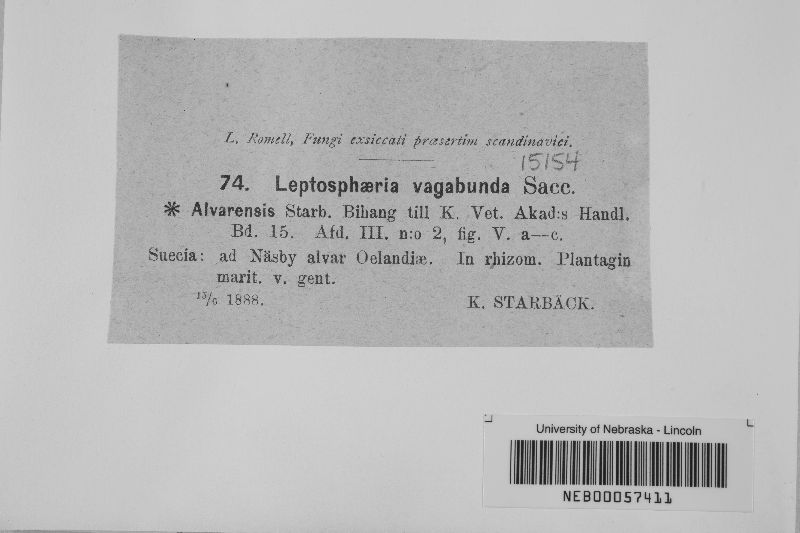 L. Romell, Fungi exsiccati præsertim scandinavici.
15154
74. Leptosphæria vagabunda Sacc.
* Alvarensis Starb. Bihang till K. Vet. Akad:s Handl.
Bd. 15. Afd. III. n:o 2, fig. V. a—c.
Suecia: ad Näsby alvar Oelandiæ. In rhizom. Plantagin
marit. v. gent.
15/6 1888. K. STARBÄCK.
University of Nebraska - Lincoln
NEB00057411